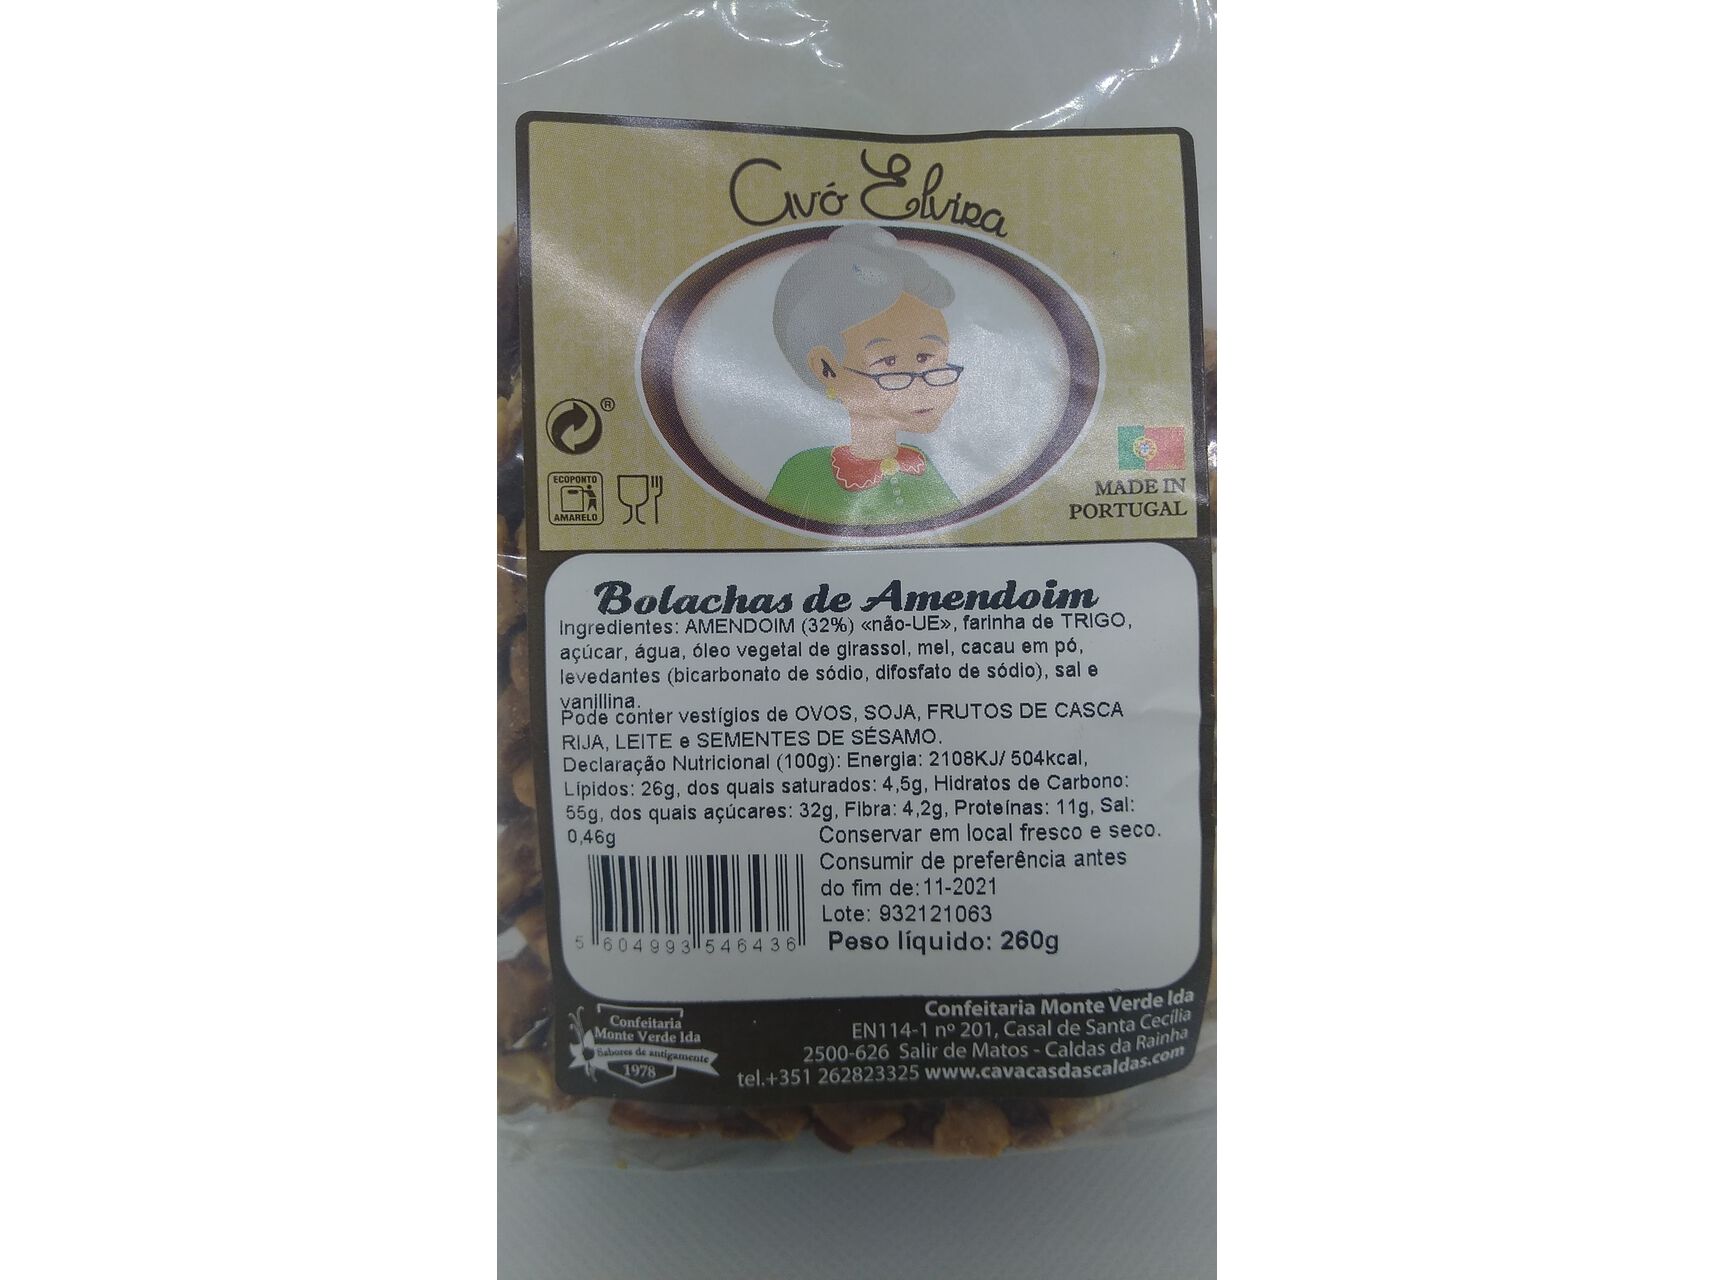 Avó Elvira
®
ECOPONTO
AMARELO
MADE IN
PORTUGAL
Bolachas de Amendoim
Ingredientes: AMENDOIM (32%) «não-UE», farinha de TRIGO,
açúcar, água, óleo vegetal de girassol, mel, cacau em pó,
levedantes (bicarbonato de sódio, difosfato de sódio), sal e
vanillina.
Pode conter vestígios de OVOS, SOJA, FRUTOS DE CASCA
RIJA, LEITE e SEMENTES DE SÉSAMO.
Declaração Nutricional (100g): Energia: 2108KJ/ 504kcal,
Lípidos: 26g, dos quais saturados: 4,5g, Hidratos de Carbono:
55g, dos quais açúcares: 32g, Fibra: 4,2g, Proteínas: 11g, Sal:
0,46g
Conservar em local fresco e seco.
Consumir de preferência antes
do fim de:11-2021
Lote: 932121063
Peso líquido: 260g
5 604993 546436
Confeitaria
Monte Verde lda
Sabores de antigamente
1978
Confeitaria Monte Verde lda
EN114-1 nº 201, Casal de Santa Cecília
2500-626 Salir de Matos - Caldas da Rainha
tel.+351 262823325 www.cavacasdascaldas.com